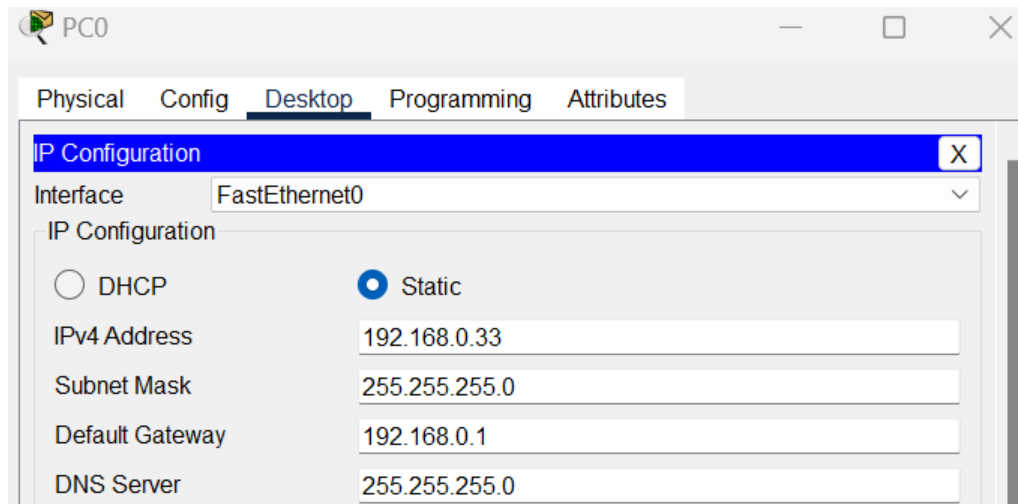 PC0
Physical Config Desktop Programming Attributes
IP Configuration X
Interface FastEthernet0
IP Configuration
DHCP Static
IPv4 Address 192.168.0.33
Subnet Mask 255.255.255.0
Default Gateway 192.168.0.1
DNS Server 255.255.255.0